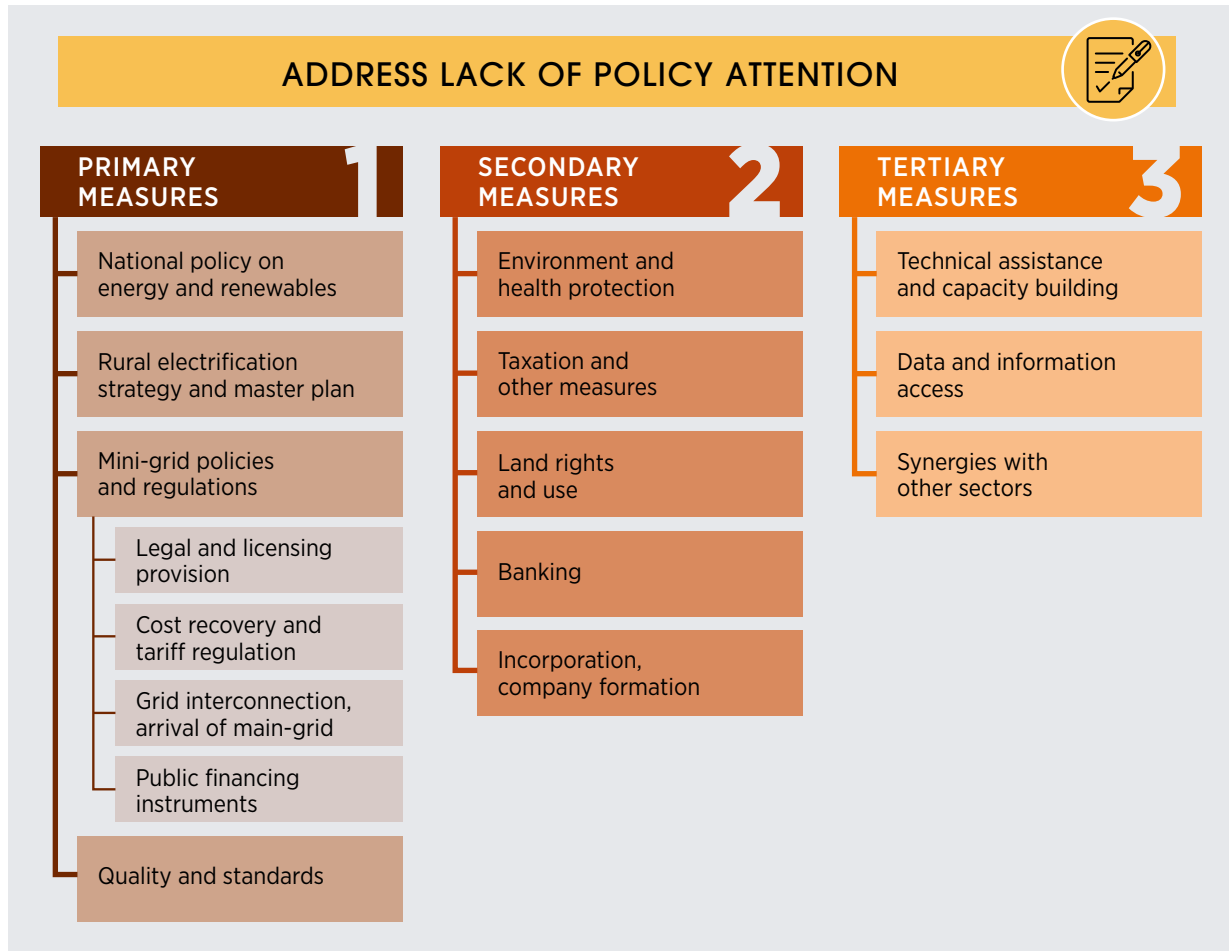 ADDRESS LACK OF POLICY ATTENTION
PRIMARY
MEASURES
1
National policy on
energy and renewables
Rural electrification
strategy and master plan
Mini-grid policies
and regulations
Legal and licensing
provision
Cost recovery and
tariff regulation
Grid interconnection,
arrival of main-grid
Public financing
instruments
Quality and standards
SECONDARY
MEASURES
2
Environment and
health protection
Taxation and
other measures
Land rights
and use
Banking
Incorporation,
company formation
TERTIARY
MEASURES
3
Technical assistance
and capacity building
Data and information
access
Synergies with
other sectors